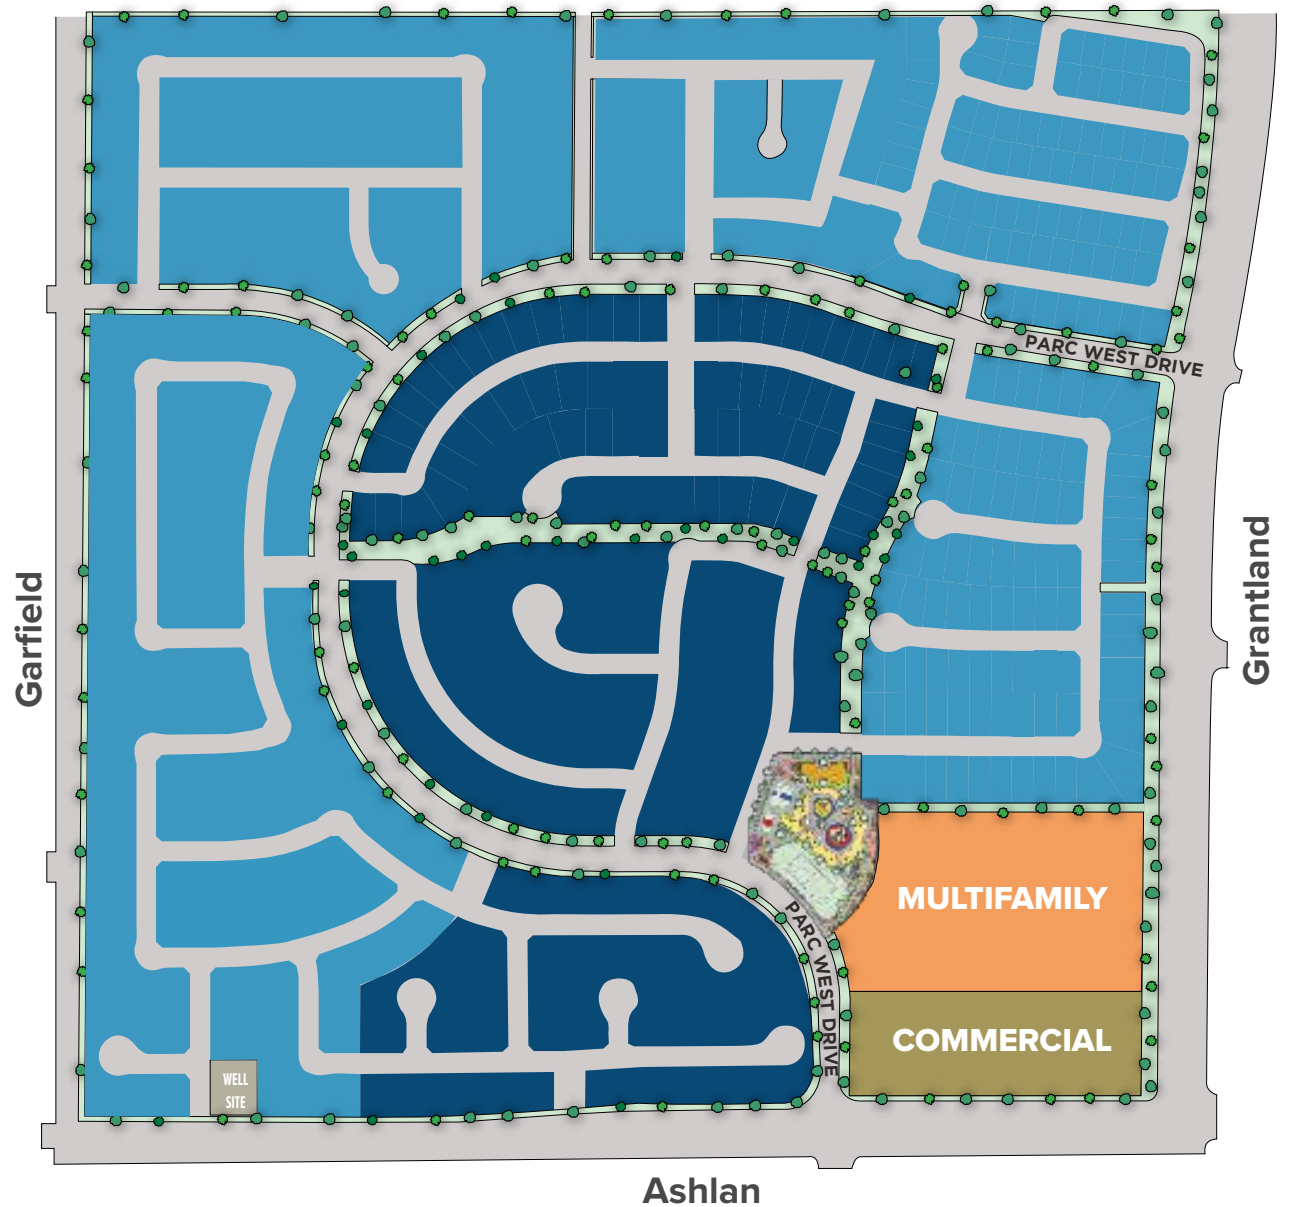 PARC WEST DRIVE
Garfield
Grantland
MULTIFAMILY
PARC WEST DRIVE
COMMERCIAL
WELL
SITE
Ashlan